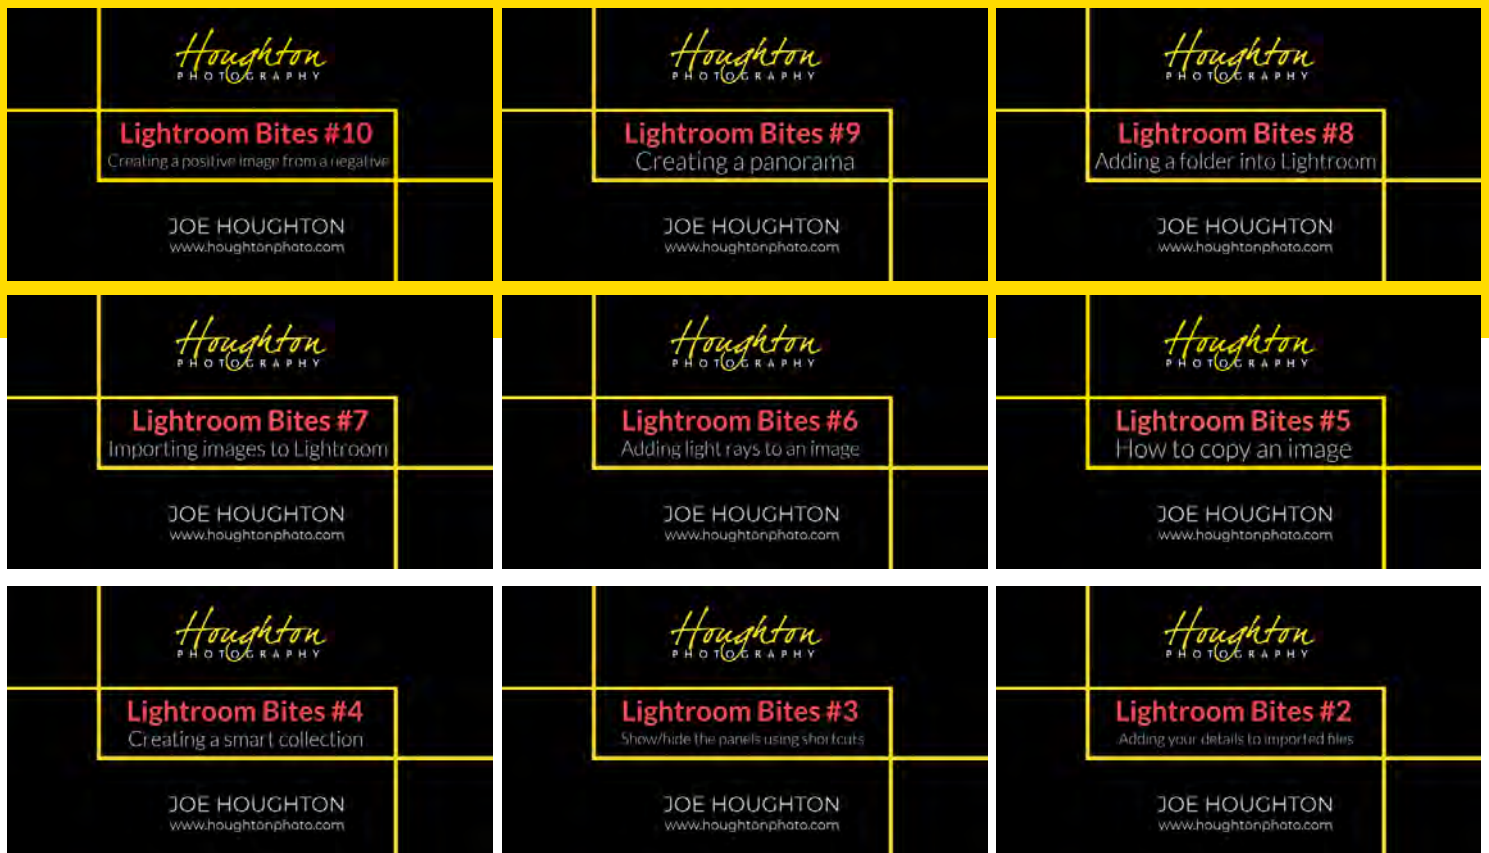 Houghton
PHOTOGRAPHY
Lightroom Bites #10
Creating a positive image from a negative
JOE HOUGHTON
www.houghtonphoto.com
Houghton
PHOTOGRAPHY
Lightroom Bites #9
Creating a panorama
JOE HOUGHTON
www.houghtonphoto.com
Houghton
PHOTOGRAPHY
Lightroom Bites #8
Adding a folder into Lightroom
JOE HOUGHTON
www.houghtonphoto.com
Houghton
PHOTOGRAPHY
Lightroom Bites #7
Importing images to Lightroom
JOE HOUGHTON
www.houghtonphoto.com
Houghton
PHOTOGRAPHY
Lightroom Bites #6
Adding light rays to an image
JOE HOUGHTON
www.houghtonphoto.com
Houghton
PHOTOGRAPHY
Lightroom Bites #5
How to copy an image
JOE HOUGHTON
www.houghtonphoto.com
Houghton
PHOTOGRAPHY
Lightroom Bites #4
Creating a smart collection
JOE HOUGHTON
www.houghtonphoto.com
Houghton
PHOTOGRAPHY
Lightroom Bites #3
Show/hide the panels using shortcuts
JOE HOUGHTON
www.houghtonphoto.com
Houghton
PHOTOGRAPHY
Lightroom Bites #2
Adding your details to imported files
JOE HOUGHTON
www.houghtonphoto.com